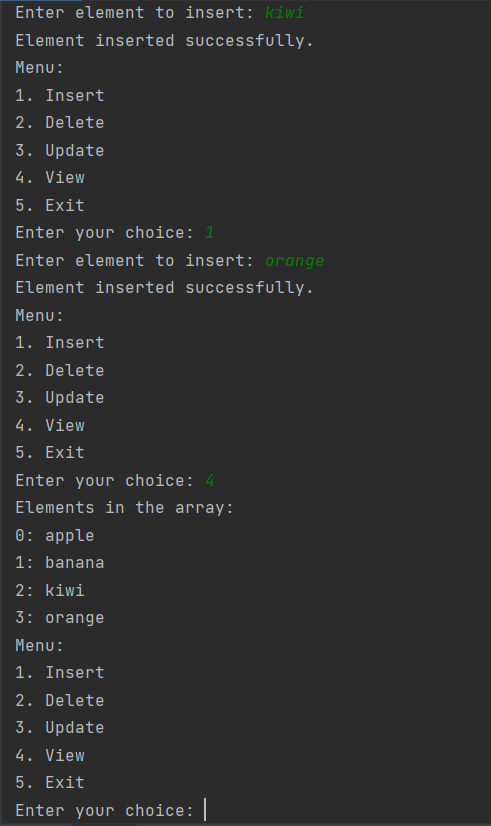 Enter element to insert: kiwi
Element inserted successfully.
Menu:
1. Insert
2. Delete
3. Update
4. View
5. Exit
Enter your choice: 1
Enter element to insert: orange
Element inserted successfully.
Menu:
1. Insert
2. Delete
3. Update
4. View
5. Exit
Enter your choice: 4
Elements in the array:
0: apple
1: banana
2: kiwi
3: orange
Menu:
1. Insert
2. Delete
3. Update
4. View
5. Exit
Enter your choice: